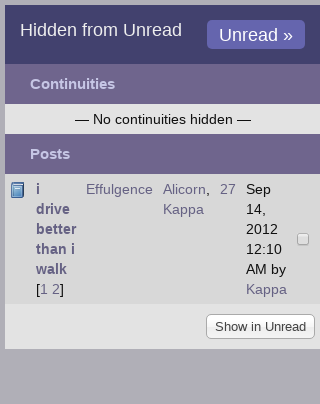 Hidden from Unread
Unread »
Continuities
— No continuities hidden —
Posts
i drive better than i walk [1 2]
Effulgence
Alicorn, Kappa
27
Sep 14, 2012 12:10 AM by Kappa
Show in Unread